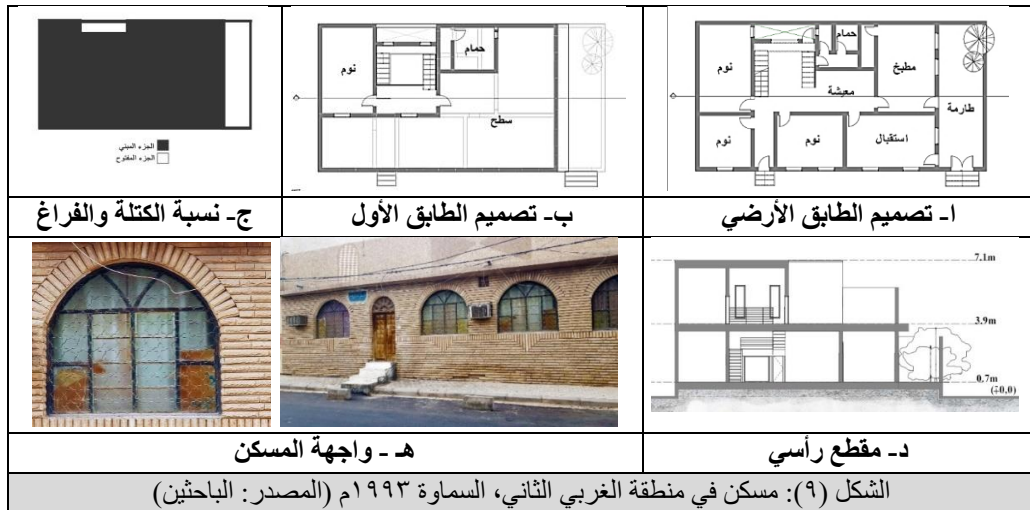 حمام
نوم
مطبخ
معيشة
طارمة
نوم
نوم
استقبال
ا- تصميم الطابق الأرضي
حمام
نوم
سطح
ب- تصميم الطابق الأول
الجزء المبني
الجزء المفتوح
ج- نسبة الكتلة والفراغ
7.1m
3.9m
0.7m
(∓0,0)
د- مقطع رأسي
هـ - واجهة المسكن
الشكل (٩): مسكن في منطقة الغربي الثاني، السماوة ١٩٩٣م (المصدر: الباحثين)